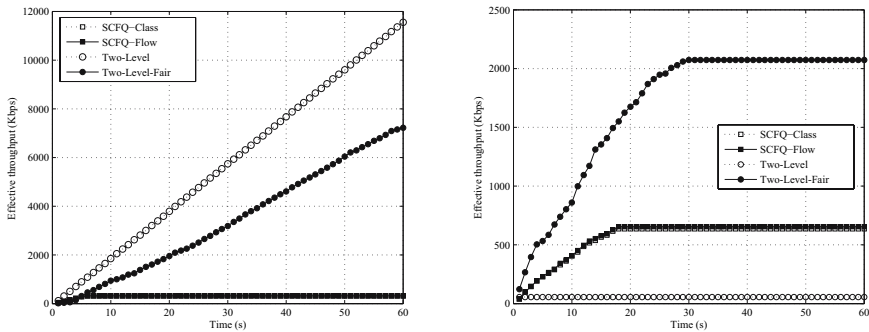 12000
10000
8000
6000
4000
2000
0
Effective throughput (Kbps)
SCFQ−Class
SCFQ−Flow
Two-Level
Two-Level-Fair
0 10 20 30 40 50 60
Time (s)
2500
2000
1500
1000
500
0
Effective throughput (Kbps)
SCFQ−Class
SCFQ−Flow
Two-Level
Two-Level-Fair
0 10 20 30 40 50 60
Time (s)